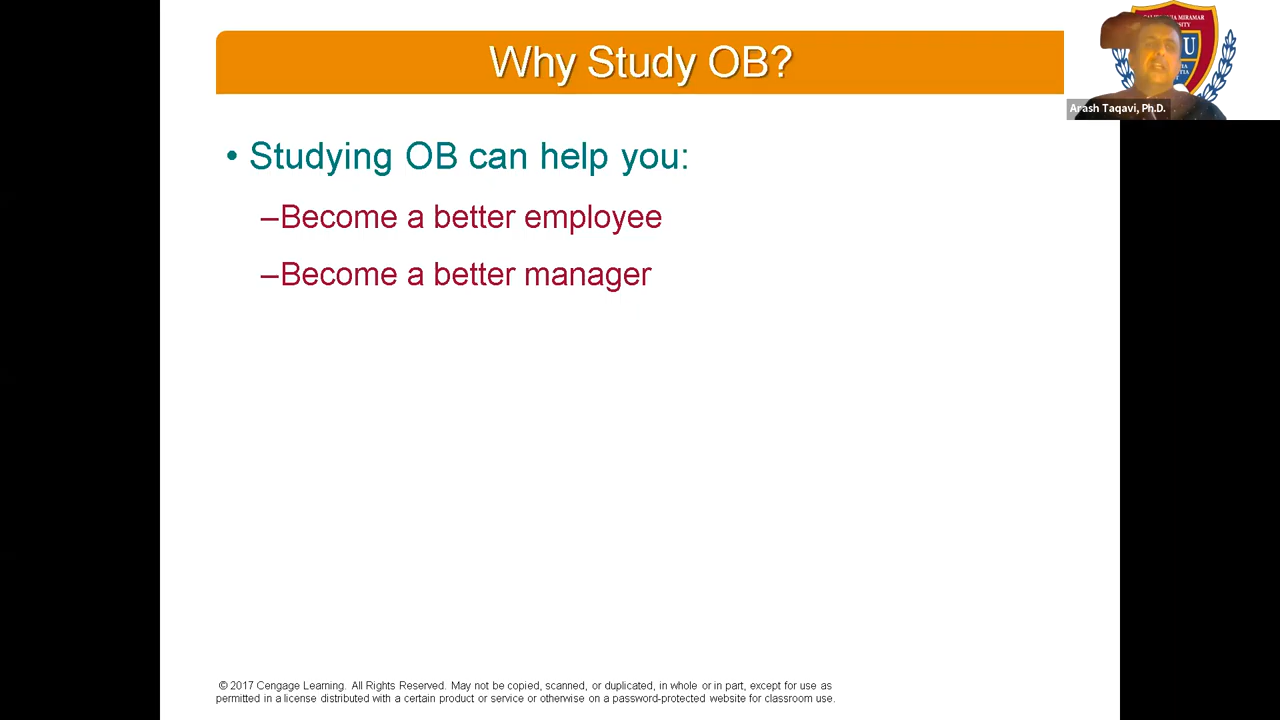 Why Study OB?
Arash Taqavi, Ph.D.
• Studying OB can help you:
–Become a better employee
–Become a better manager
© 2017 Cengage Learning. All Rights Reserved. May not be copied, scanned, or duplicated, in whole or in part, except for use as
permitted in a license distributed with a certain product or service or otherwise on a password-protected website for classroom use.